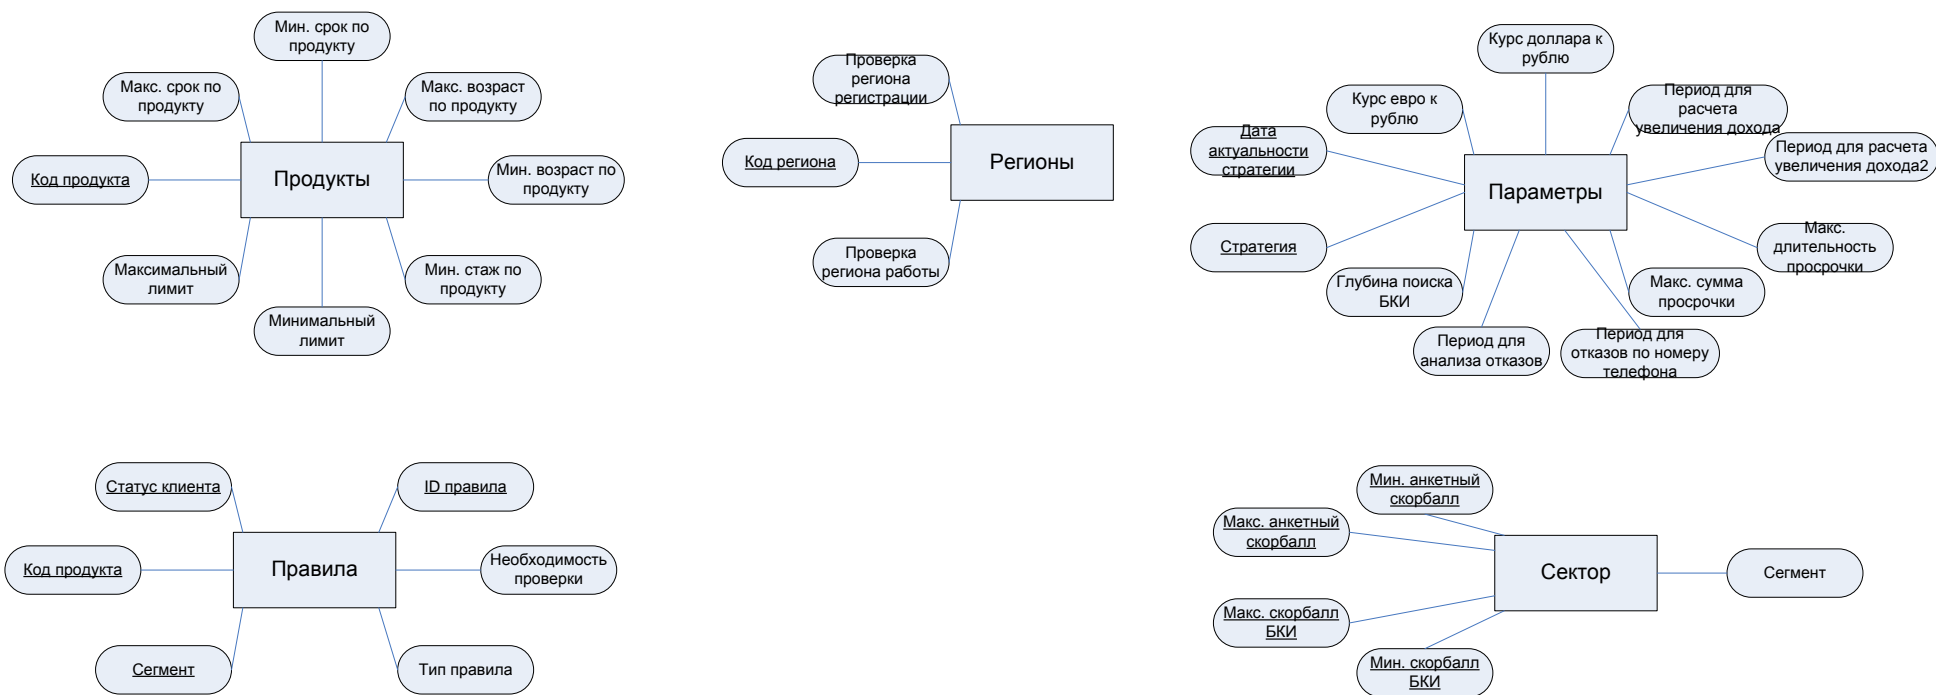 Мин. срок по
продукту
Макс. срок по
продукту
Макс. возраст
по продукту
Код продукта
Продукты
Мин. возраст по
продукту
Максимальный
лимит
Мин. стаж по
продукту
Минимальный
лимит
Проверка
региона
регистрации
Код региона
Регионы
Проверка
региона работы
Курс доллара к
рублю
Курс евро к
рублю
Период для
расчета
увеличения дохода
Дата
актуальности
стратегии
Период для расчета
увеличения дохода2
Параметры
Стратегия
Макс.
длительность
просрочки
Глубина поиска
БКИ
Макс. сумма
просрочки
Период для
анализа отказов
Период для
отказов по номеру
телефона
Статус клиента
ID правила
Код продукта
Правила
Необходимость
проверки
Сегмент
Тип правила
Мин. анкетный
скорбалл
Макс. анкетный
скорбалл
Сектор
Сегмент
Макс. скорбалл
БКИ
Мин. скорбалл
БКИ